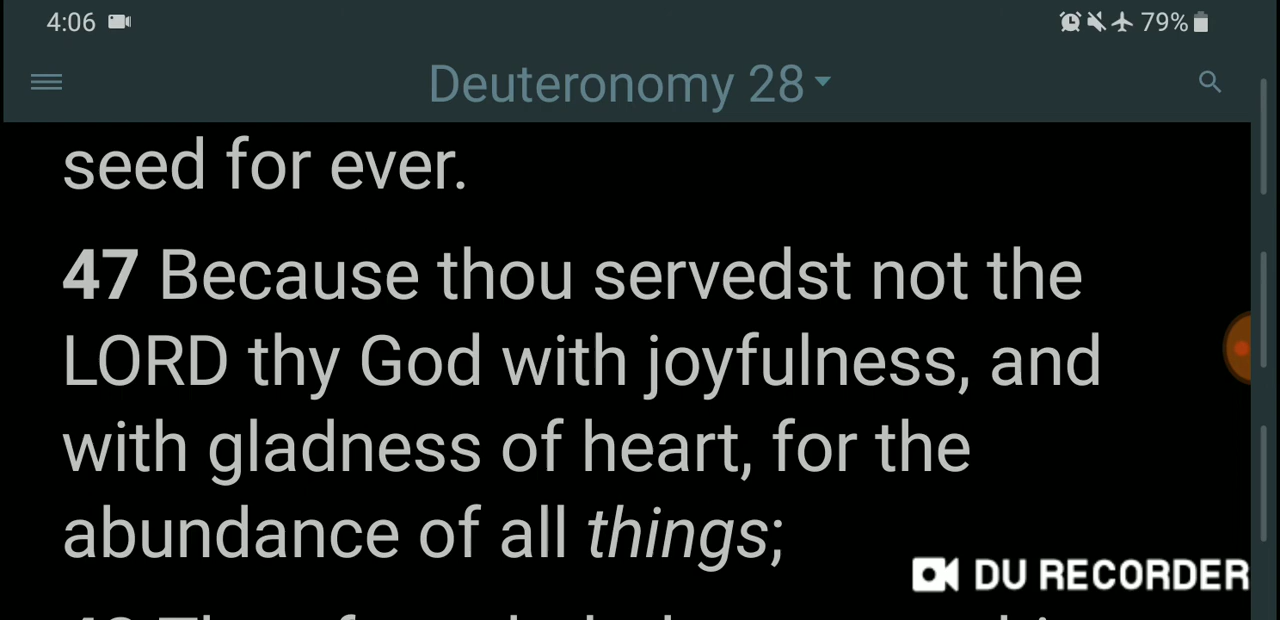 4:06 79%
Deuteronomy 28
seed for ever.
47 Because thou servedst not the
LORD thy God with joyfulness, and
with gladness of heart, for the
abundance of all things;
DU RECORDER